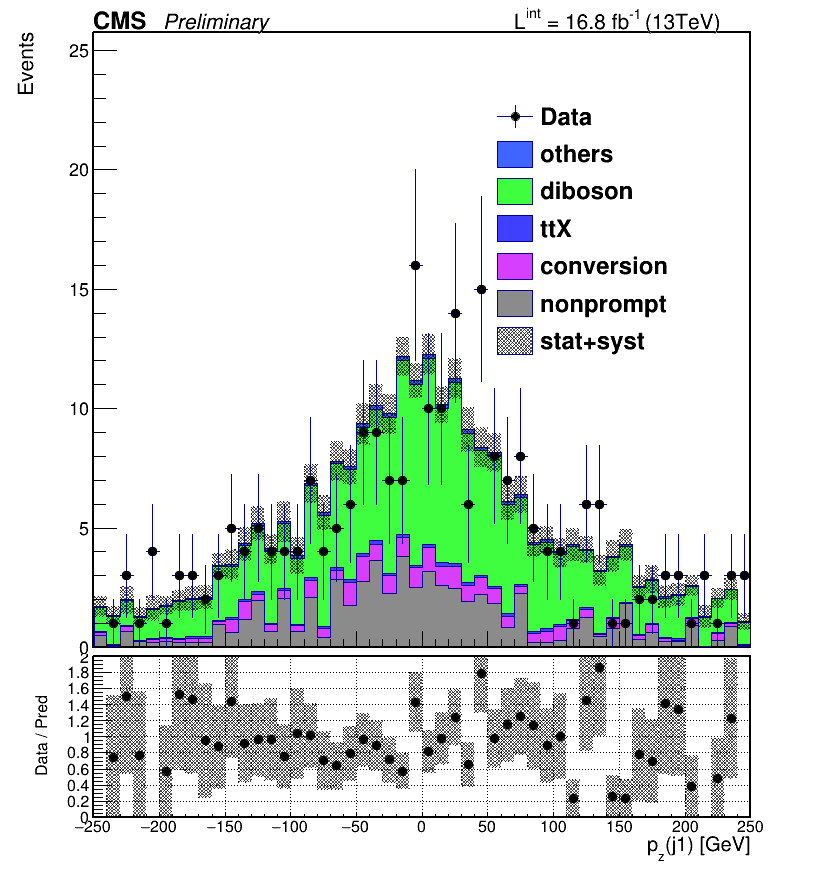 CMS Preliminary L^int = 16.8 fb^-1 (13TeV)
Events
25
20
15
10
5
0
Data
others
diboson
ttX
conversion
nonprompt
stat+syst
Data / Pred
2
1.8
1.6
1.4
1.2
1
0.8
0.6
0.4
0.2
0
−250 −200 −150 −100 −50 0 50 100 150 200 250
p_z(j1) [GeV]